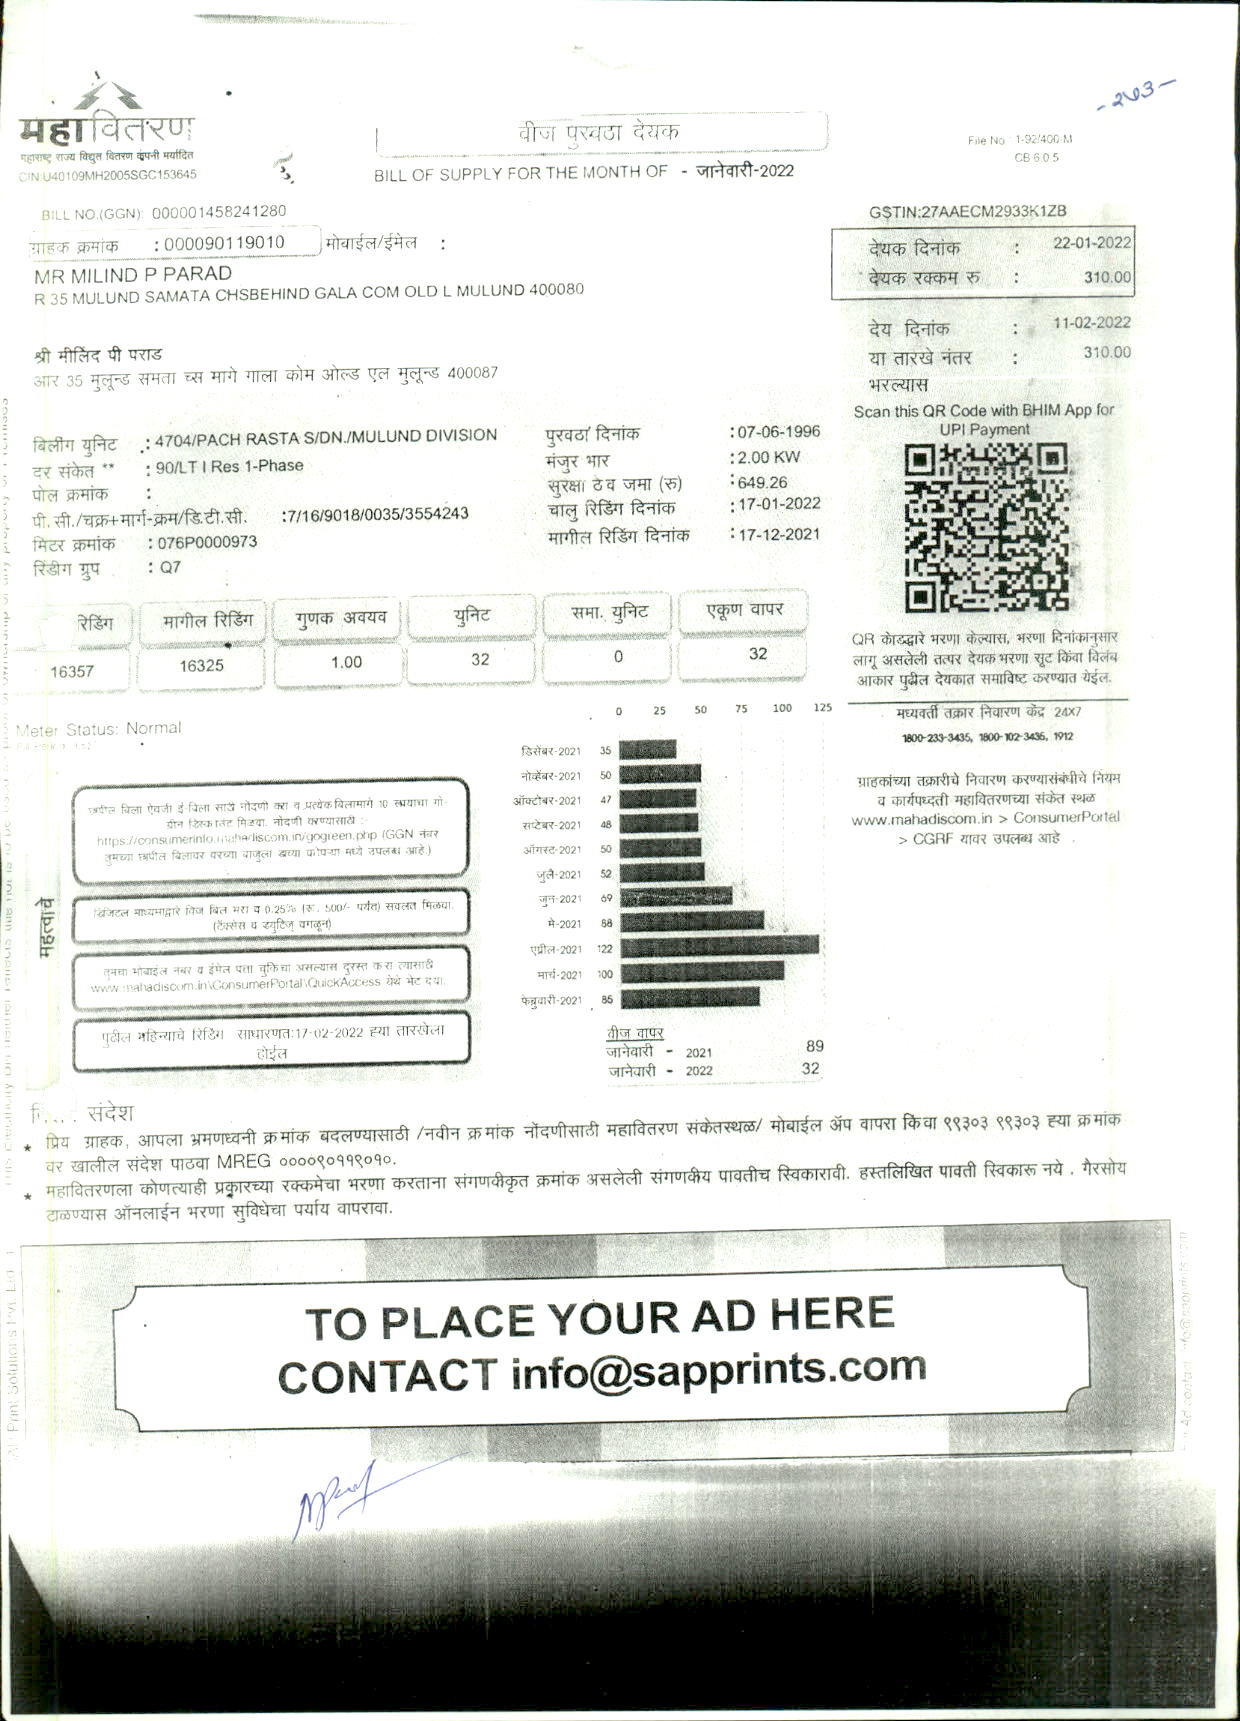 -२७३-
महावितरण
महाराष्ट्र राज्य विद्युत वितरण कंपनी मर्यादित
CIN:U40109MH2005SGC153645
वीज पुरवठा देयक
BILL OF SUPPLY FOR THE MONTH OF - जानेवारी-2022
File No : 1-92/400-M
CB 6.0.5
BILL NO.(GGN): 000001458241280
GSTIN:27AAECM2933K1ZB
ग्राहक क्रमांक : 000090119010 मोबाईल/ईमेल :
देयक दिनांक : 22-01-2022
देयक रक्कम रु : 310.00
MR MILIND P PARAD
R 35 MULUND SAMATA CHSBEHIND GALA COM OLD L MULUND 400080
देय दिनांक : 11-02-2022
या तारखे नंतर : 310.00
भरल्यास
श्री मीलिंद पी पराड
आर 35 मुलून्ड समता च्स मागे गाला कोम ओल्ड एल मुलून्ड 400087
Scan this QR Code with BHIM App for
UPI Payment
बिलींग युनिट : 4704/PACH RASTA S/DN./MULUND DIVISION
दर संकेत ** : 90/LT I Res 1-Phase
पोल क्रमांक :
पी.सी./चक्र+मार्ग-क्रम/डि.टी.सी. :7/16/9018/0035/3554243
मिटर क्रमांक : 076P0000973
रिडींग ग्रुप : Q7
पुरवठा दिनांक :07-06-1996
मंजुर भार :2.00 KW
सुरक्षा ठेव जमा (रु) :649.26
चालु रिडिंग दिनांक :17-01-2022
मागील रिडिंग दिनांक :17-12-2021
रेडिंग मागील रिडिंग गुणक अवयव युनिट समा. युनिट एकूण वापर
16357 16325 1.00 32 0 32
QR कोडद्वारे भरणा केल्यास, भरणा दिनांकानुसार
लागू असलेली तत्पर देयक भरणा सूट किंवा विलंब
आकार पुढील देयकात समाविष्ट करण्यात येईल.
मध्यवर्ती तक्रार निवारण केंद्र 24x7
1800-233-3435, 1800-102-3435, 1912
ग्राहकांच्या तक्रारीचे निवारण करण्यासंबंधीचे नियम
व कार्यपध्दती महावितरणच्या संकेत स्थळ
www.mahadiscom.in > ConsumerPortal
> CGRF यावर उपलब्ध आहे .
Meter Status: Normal
0 25 50 75 100 125
डिसेंबर-2021 35
नोव्हेंबर-2021 50
ऑक्टोबर-2021 47
सप्टेंबर-2021 48
ऑगस्ट-2021 50
जुलै-2021 52
जुन-2021 69
मे-2021 88
एप्रील-2021 122
मार्च-2021 100
फेब्रुवारी-2021 85
वीज वापर
जानेवारी - 2021 89
जानेवारी - 2022 32
महत्वाचे
छापील बिला ऐवजी ई-बिला साठी नोंदणी करा व प्रत्येक बिलामागे 10 रुपयाचा गो-
ग्रीन डिस्काउंट मिळवा. नोंदणी करण्यासाठी :-
https://consumerinfo.mahadiscom.in/gogreen.php (GGN नंबर
तुमच्या छापील बिलावर वरच्या बाजुला डाव्या कोपऱ्या मध्ये उपलब्ध आहे.)
डिजिटल माध्यमाद्वारे विज बिल भरा व 0.25% (रु. 500/- पर्यंत) सवलत मिळवा.
(टॅक्सेस व ड्युटिज् वगळून)
तुमचा मोबाईल नंबर व ईमेल पत्ता चुकिचा असल्यास दुरुस्त करा त्यासाठी
www.mahadiscom.in\ConsumerPortal\QuickAccess येथे भेट दया.
पुढील महिन्याचे रिडिंग साधारणत:17-02-2022 ह्या तारखेला
होईल
संदेश
* प्रिय ग्राहक, आपला भ्रमणध्वनी क्रमांक बदलण्यासाठी /नवीन क्रमांक नोंदणीसाठी महावितरण संकेतस्थळ/ मोबाईल ॲप वापरा किंवा ९९३०३ ९९३०३ ह्या क्रमांक
वर खालील संदेश पाठवा MREG ००००९०११९०१०.
* महावितरणला कोणत्याही प्रकारच्या रक्कमेचा भरणा करताना संगणकीकृत क्रमांक असलेली संगणकीय पावतीच स्विकारावी. हस्तलिखित पावती स्विकारू नये . गैरसोय
टाळण्यास ऑनलाईन भरणा सुविधेचा पर्याय वापरावा.
TO PLACE YOUR AD HERE
CONTACT info@sapprints.com